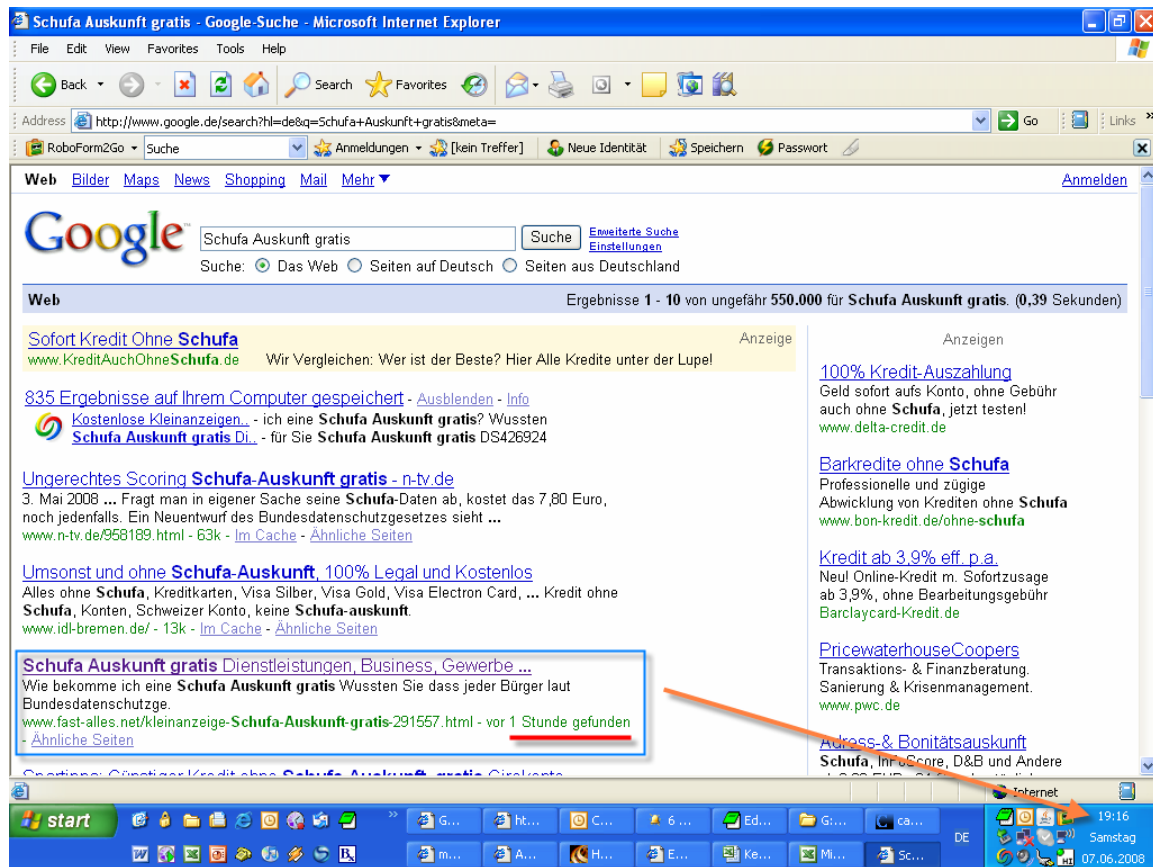 Schufa Auskunft gratis - Google-Suche - Microsoft Internet Explorer
File Edit View Favorites Tools Help
Back Search Favorites
Address http://www.google.de/search?hl=de&q=Schufa+Auskunft+gratis&meta= Go Links »
RoboForm2Go Suche Anmeldungen [kein Treffer] Neue Identität Speichern Passwort
Web Bilder Maps News Shopping Mail Mehr ▼ Anmelden
Google™ Schufa Auskunft gratis Suche Erweiterte Suche
Einstellungen
Suche: Das Web Seiten auf Deutsch Seiten aus Deutschland
Web Ergebnisse 1 - 10 von ungefähr 550.000 für Schufa Auskunft gratis. (0,39 Sekunden)
Sofort Kredit Ohne Schufa Anzeige
www.KreditAuchOhneSchufa.de Wir Vergleichen: Wer ist der Beste? Hier Alle Kredite unter der Lupe!
835 Ergebnisse auf Ihrem Computer gespeichert - Ausblenden - Info
Kostenlose Kleinanzeigen.. - ich eine Schufa Auskunft gratis? Wussten
Schufa Auskunft gratis Di.. - für Sie Schufa Auskunft gratis DS426924
Ungerechtes Scoring Schufa-Auskunft gratis - n-tv.de
3. Mai 2008 ... Fragt man in eigener Sache seine Schufa-Daten ab, kostet das 7,80 Euro,
noch jedenfalls. Ein Neuentwurf des Bundesdatenschutzgesetzes sieht ...
www.n-tv.de/958189.html - 63k - Im Cache - Ähnliche Seiten
Umsonst und ohne Schufa-Auskunft, 100% Legal und Kostenlos
Alles ohne Schufa, Kreditkarten, Visa Silber, Visa Gold, Visa Electron Card, ... Kredit ohne
Schufa, Konten, Schweizer Konto, keine Schufa-auskunft.
www.idl-bremen.de/ - 13k - Im Cache - Ähnliche Seiten
Schufa Auskunft gratis Dienstleistungen, Business, Gewerbe ...
Wie bekomme ich eine Schufa Auskunft gratis Wussten Sie dass jeder Bürger laut
Bundesdatenschutzge.
www.fast-alles.net/kleinanzeige-Schufa-Auskunft-gratis-291557.html - vor 1 Stunde gefunden
- Ähnliche Seiten
Anzeigen
100% Kredit-Auszahlung
Geld sofort aufs Konto, ohne Gebühr
auch ohne Schufa, jetzt testen!
www.delta-credit.de
Barkredite ohne Schufa
Professionelle und zügige
Abwicklung von Krediten ohne Schufa
www.bon-kredit.de/ohne-schufa
Kredit ab 3,9% eff. p.a.
Neu! Online-Kredit m. Sofortzusage
ab 3,9%, ohne Bearbeitungsgebühr
Barclaycard-Kredit.de
PricewaterhouseCoopers
Transaktions- & Finanzberatung.
Sanierung & Krisenmanagement.
www.pwc.de
Adress-& Bonitätsauskunft
Schufa, InFoScore, D&B und Andere
Internet
start » G... ht... C... 6 ... Ed... G:... ca... 19:16
DE Samstag
m... A... H... E... Ke... Mi... Sc... 07.06.2008